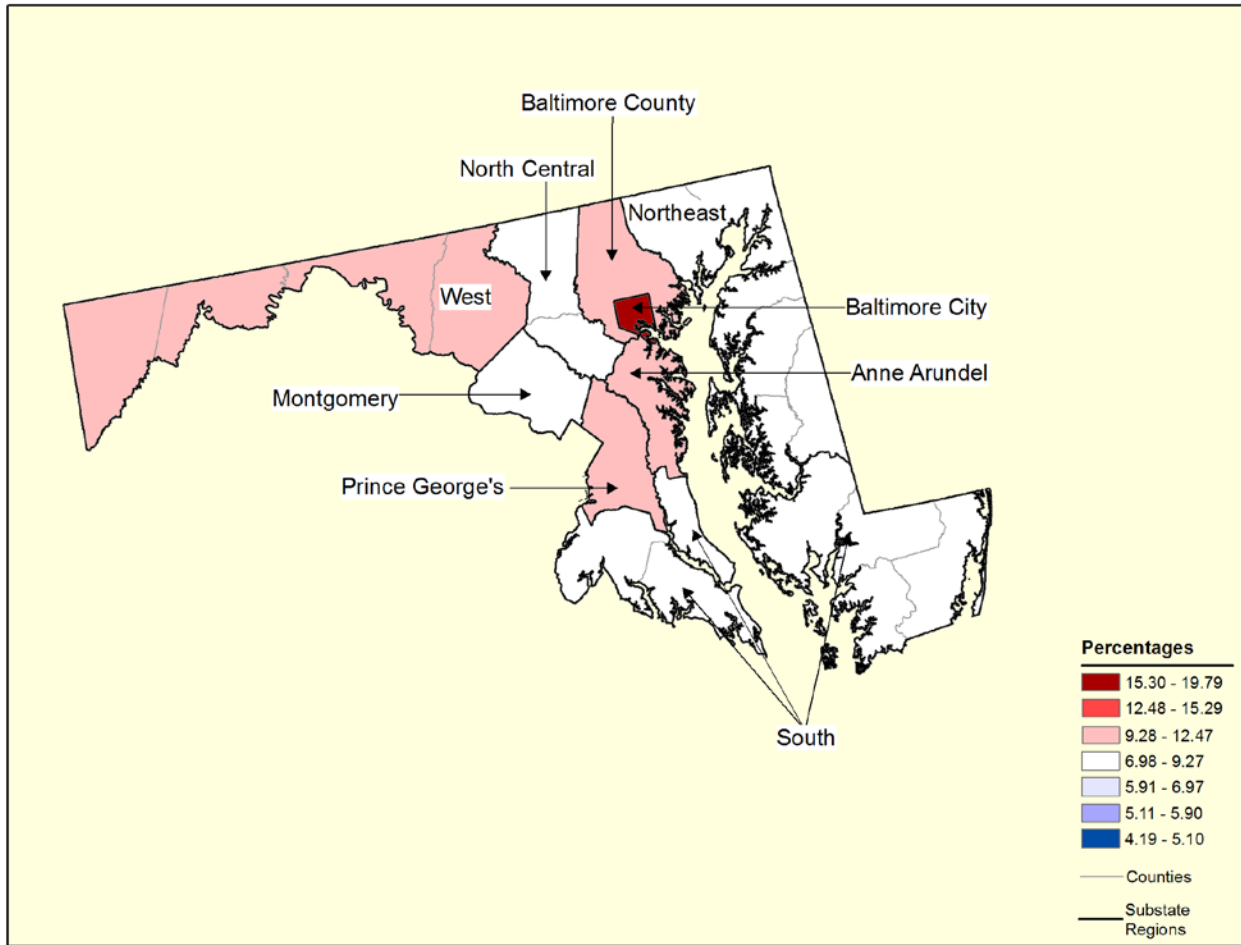 Baltimore County
North Central
Northeast
West
Baltimore City
Anne Arundel
Montgomery
Prince George's
South
Percentages
15.30 - 19.79
12.48 - 15.29
9.28 - 12.47
6.98 - 9.27
5.91 - 6.97
5.11 - 5.90
4.19 - 5.10
Counties
Substate
Regions